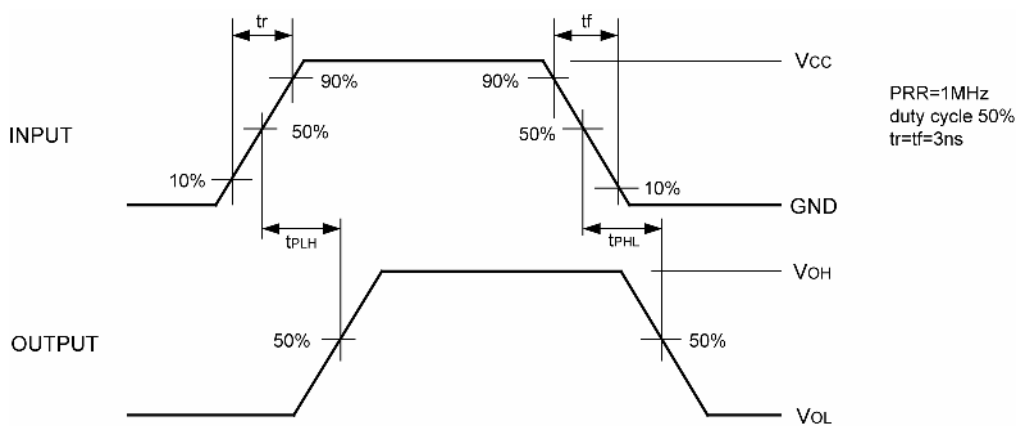 tr
tf
VCC
90%
90%
PRR=1MHz
duty cycle 50%
tr=tf=3ns
INPUT
50%
50%
10%
10%
GND
tPLH
tPHL
VOH
OUTPUT
50%
50%
VOL